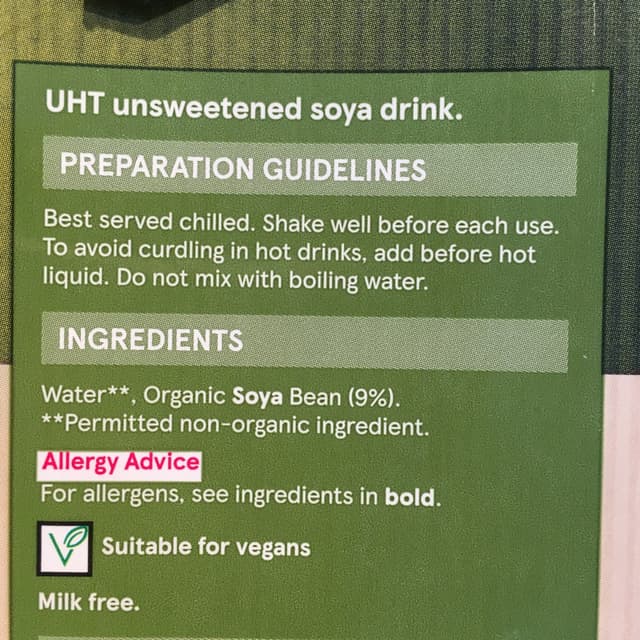 UHT unsweetened soya drink.
PREPARATION GUIDELINES
Best served chilled. Shake well before each use.
To avoid curdling in hot drinks, add before hot
liquid. Do not mix with boiling water.
INGREDIENTS
Water**, Organic Soya Bean (9%).
**Permitted non-organic ingredient.
Allergy Advice
For allergens, see ingredients in bold.
Suitable for vegans
Milk free.